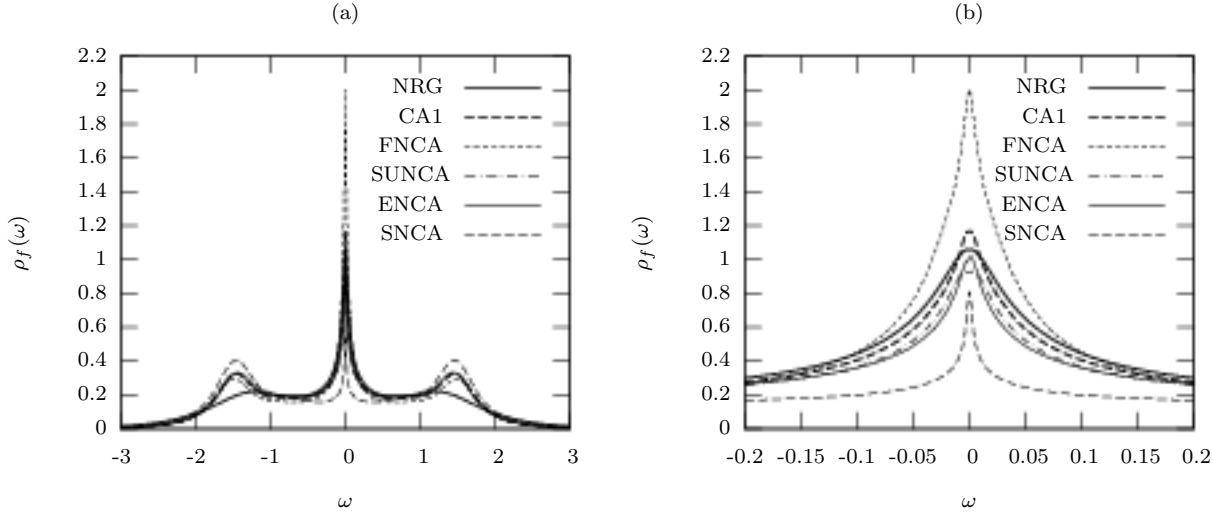 (a)
2.2
2
1.8
1.6
1.4
1.2
1
0.8
0.6
0.4
0.2
0
ρf(ω)
NRG
CA1
FNCA
SUNCA
ENCA
SNCA
-3 -2 -1 0 1 2 3
ω
(b)
2.2
2
1.8
1.6
1.4
1.2
1
0.8
0.6
0.4
0.2
0
ρf(ω)
NRG
CA1
FNCA
SUNCA
ENCA
SNCA
-0.2 -0.15 -0.1 -0.05 0 0.05 0.1 0.15 0.2
ω